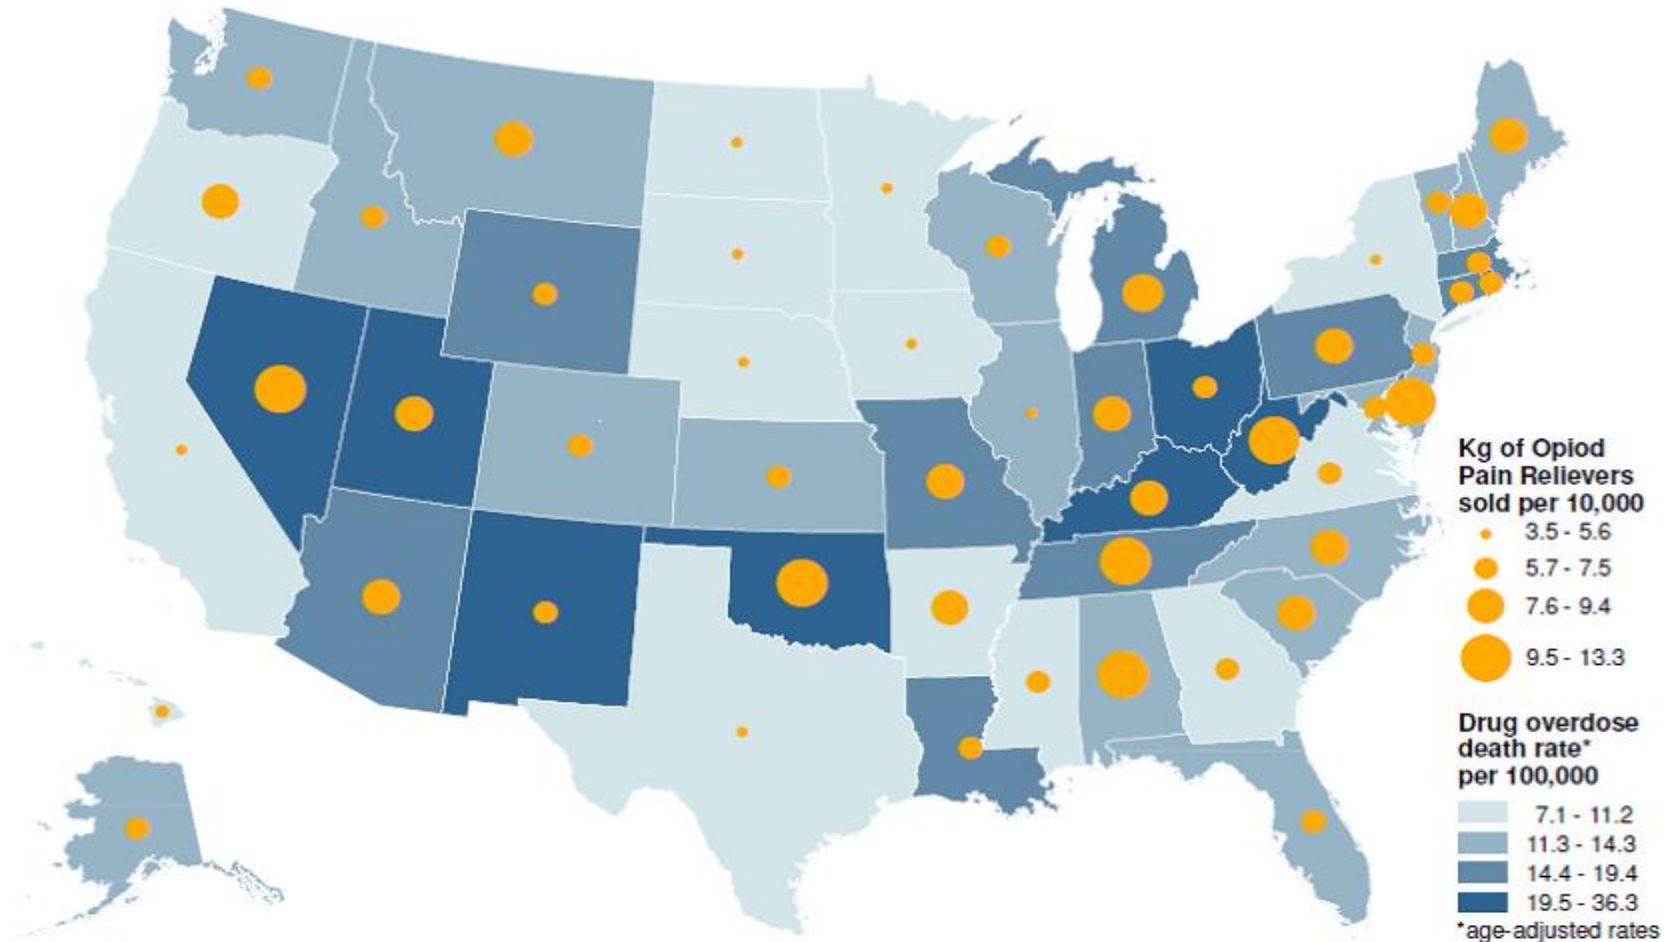 Kg of Opiod
Pain Relievers
sold per 10,000
3.5 - 5.6
5.7 - 7.5
7.6 - 9.4
9.5 - 13.3
Drug overdose
death rate*
per 100,000
7.1 - 11.2
11.3 - 14.3
14.4 - 19.4
19.5 - 36.3
*age-adjusted rates